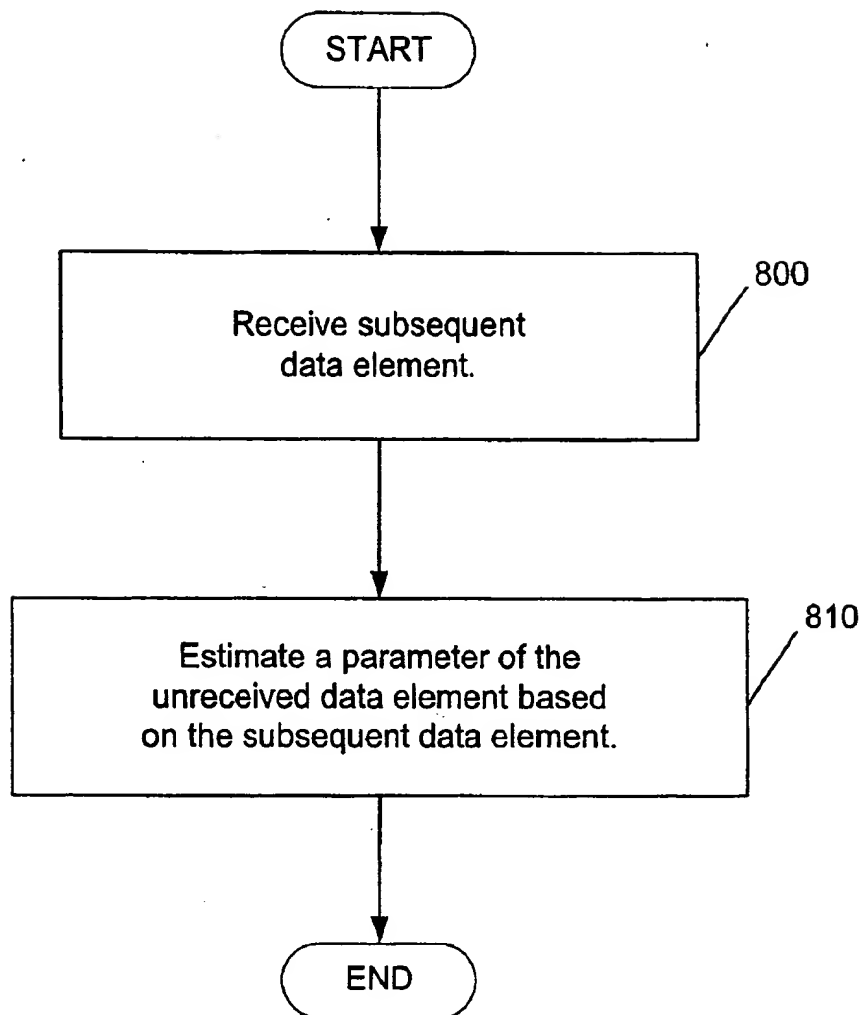 START
Receive subsequent
data element.
800
Estimate a parameter of the
unreceived data element based
on the subsequent data element.
810
END